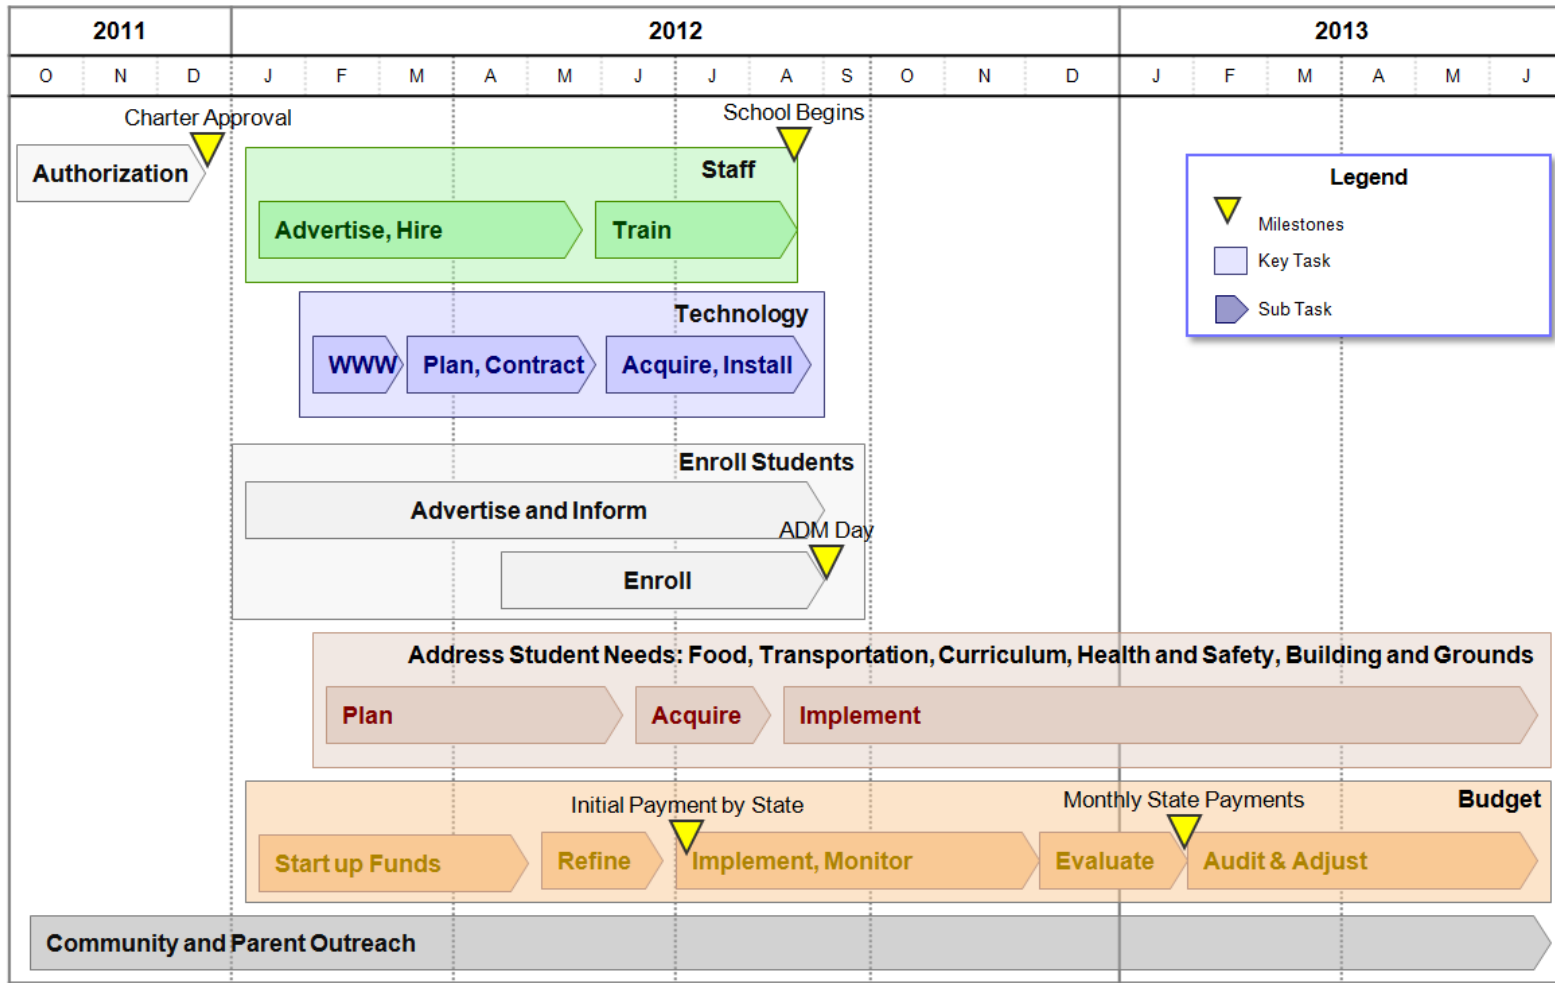 2011 2012 2013
O N D J F M A M J J A S O N D J F M A M J
Charter Approval
School Begins
Authorization
Staff
Advertise, Hire
Train
Legend
Milestones
Key Task
Sub Task
Technology
WWW
Plan, Contract
Acquire, Install
Enroll Students
Advertise and Inform
ADM Day
Enroll
Address Student Needs: Food, Transportation, Curriculum, Health and Safety, Building and Grounds
Plan
Acquire
Implement
Budget
Initial Payment by State
Monthly State Payments
Start up Funds
Refine
Implement, Monitor
Evaluate
Audit & Adjust
Community and Parent Outreach